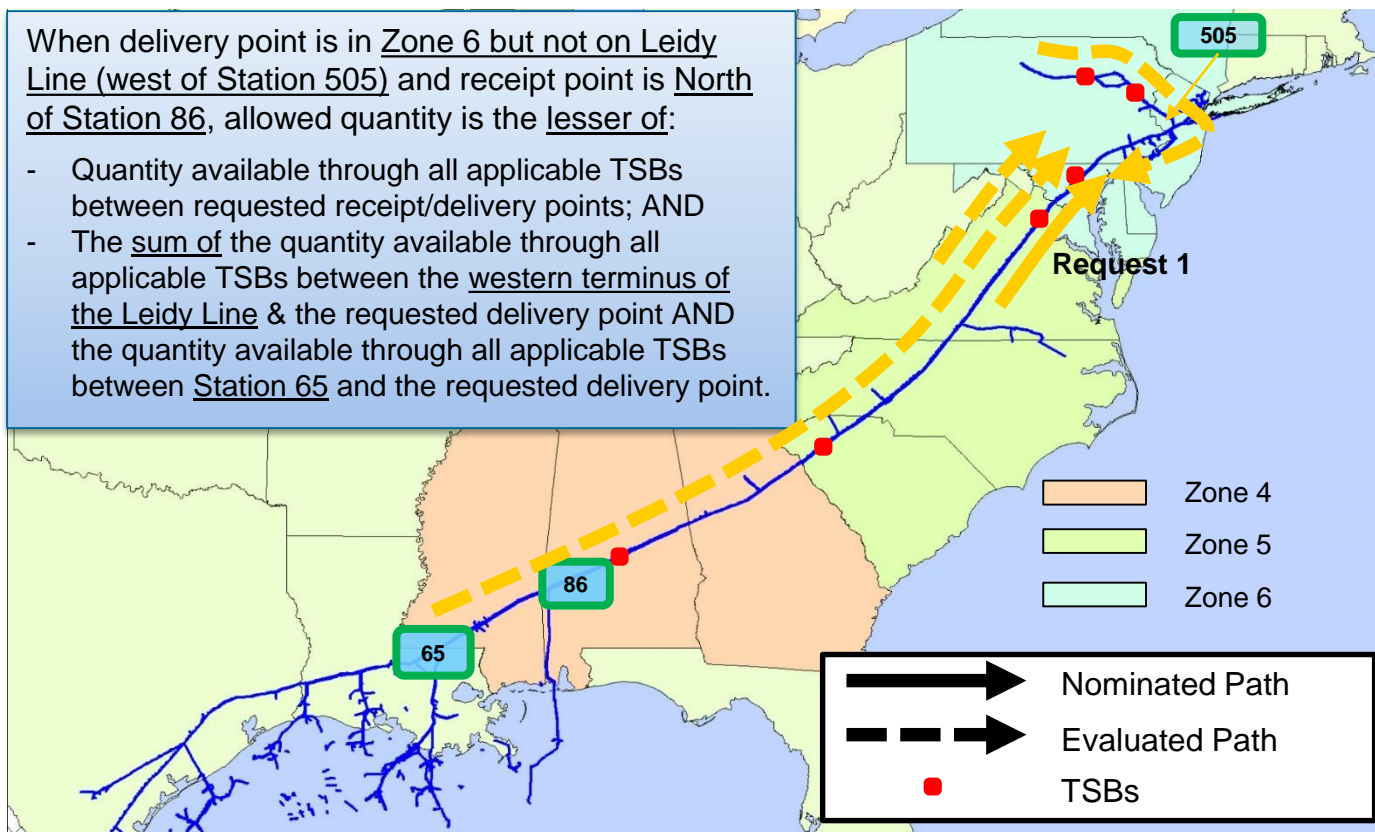 When delivery point is in Zone 6 but not on Leidy
Line (west of Station 505) and receipt point is North
of Station 86, allowed quantity is the lesser of:
- Quantity available through all applicable TSBs
between requested receipt/delivery points; AND
- The sum of the quantity available through all
applicable TSBs between the western terminus of
the Leidy Line & the requested delivery point AND
the quantity available through all applicable TSBs
between Station 65 and the requested delivery point.
505
Request 1
86
65
Zone 4
Zone 5
Zone 6
Nominated Path
Evaluated Path
TSBs